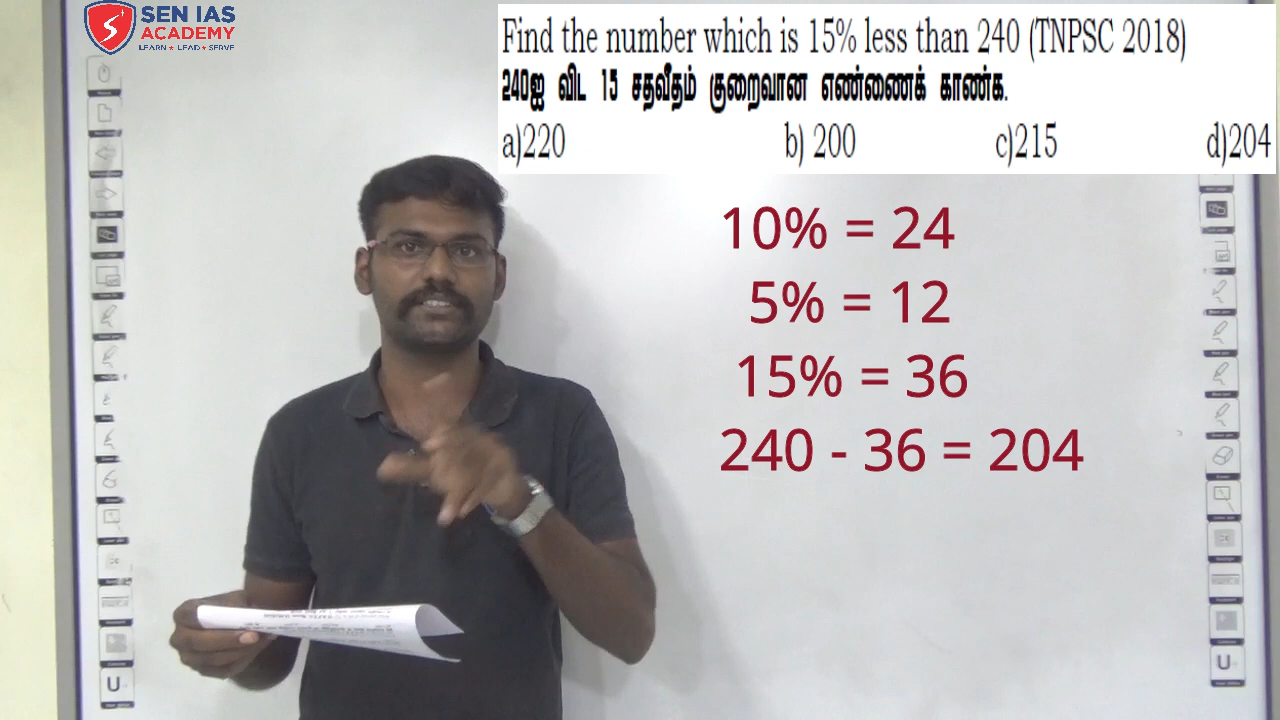 SEN IAS
ACADEMY
LEARN ★ LEAD ★ SERVE
Find the number which is 15% less than 240 (TNPSC 2018)
240ஐ விட 15 சதவீதம் குறைவான எண்ணைக் காண்க.
a)220 b) 200 c)215 d)204
10% = 24
5% = 12
15% = 36
240 - 36 = 204